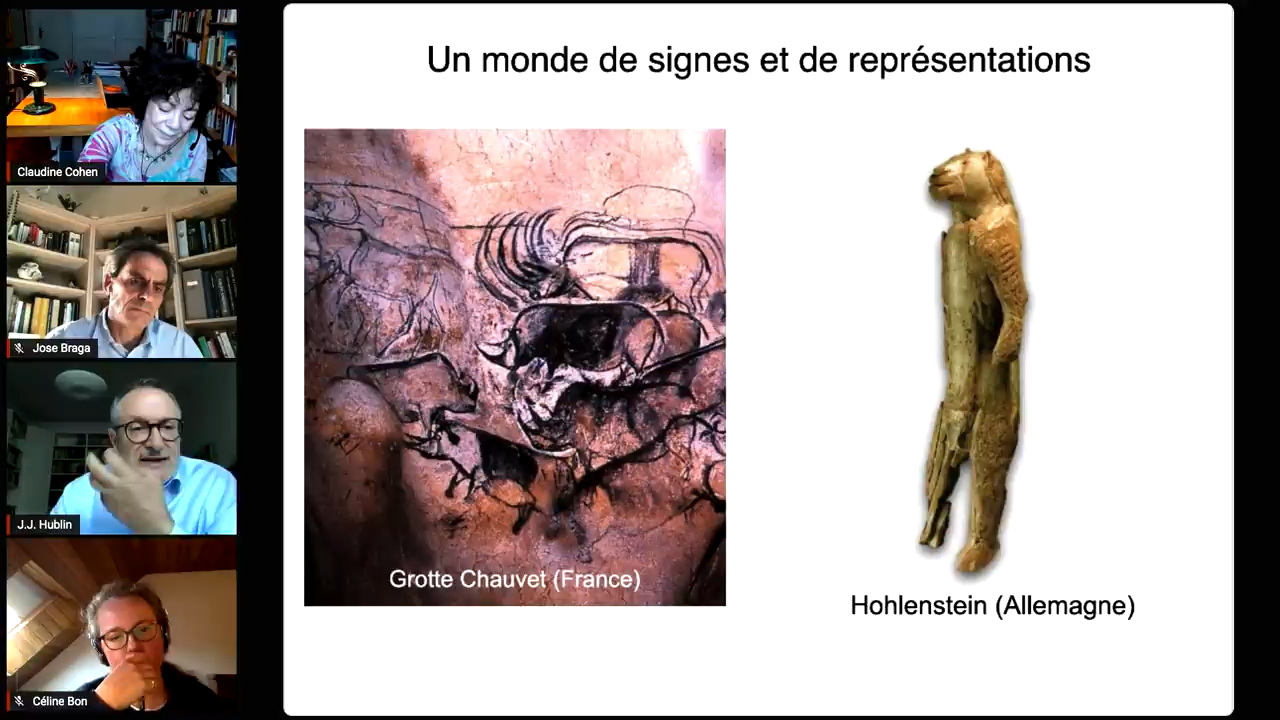 Un monde de signes et de représentations
Claudine Cohen
Jose Braga
J.J. Hublin
Céline Bon
Grotte Chauvet (France)
Hohlenstein (Allemagne)